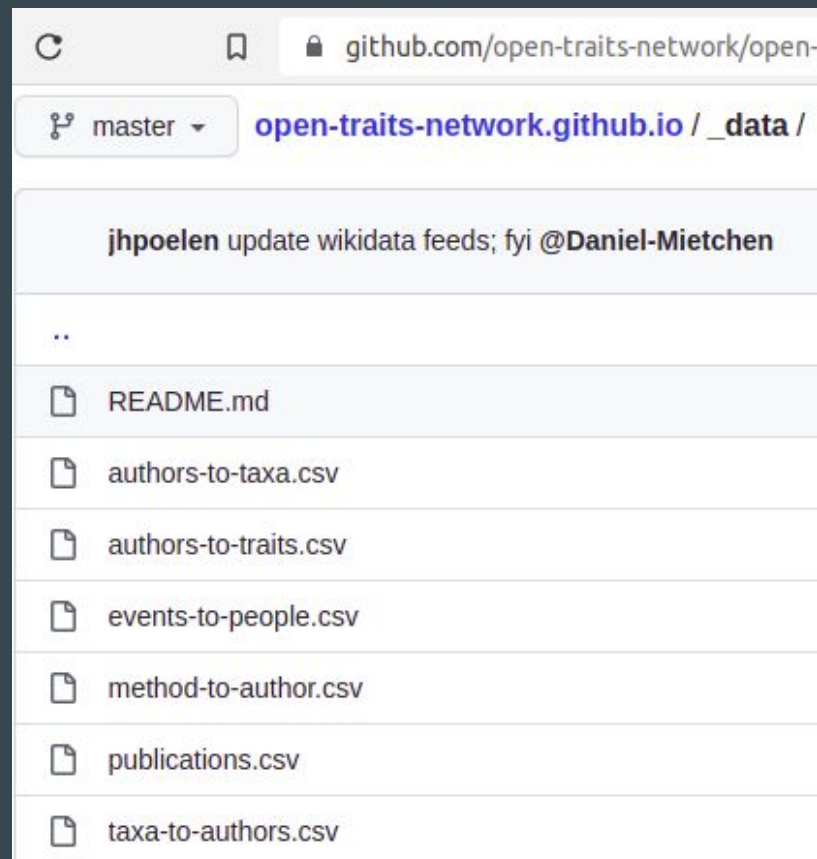 github.com/open-traits-network/open-
master open-traits-network.github.io / _data /
jhpoelen update wikidata feeds; fyi @Daniel-Mietchen
..
README.md
authors-to-taxa.csv
authors-to-traits.csv
events-to-people.csv
method-to-author.csv
publications.csv
taxa-to-authors.csv